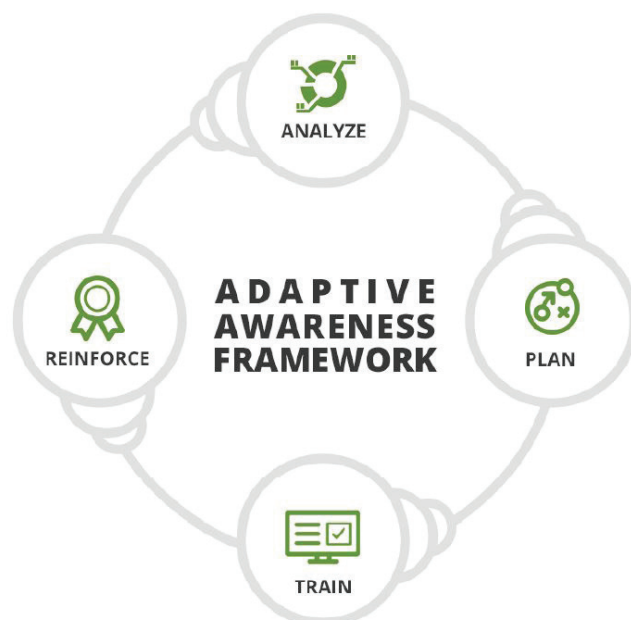 ANALYZE
ADAPTIVE
AWARENESS
FRAMEWORK
REINFORCE
PLAN
TRAIN